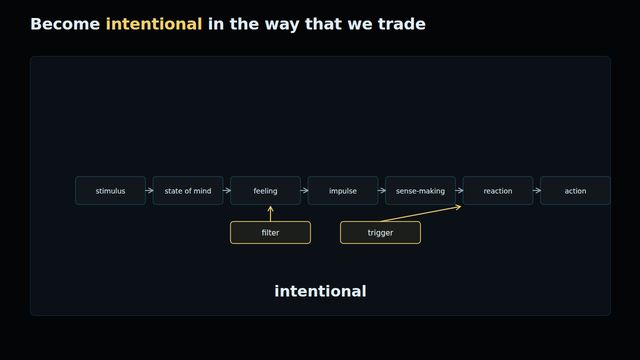 Become intentional in the way that we trade
stimulus
state of mind
feeling
impulse
sense-making
reaction
action
filter
trigger
intentional